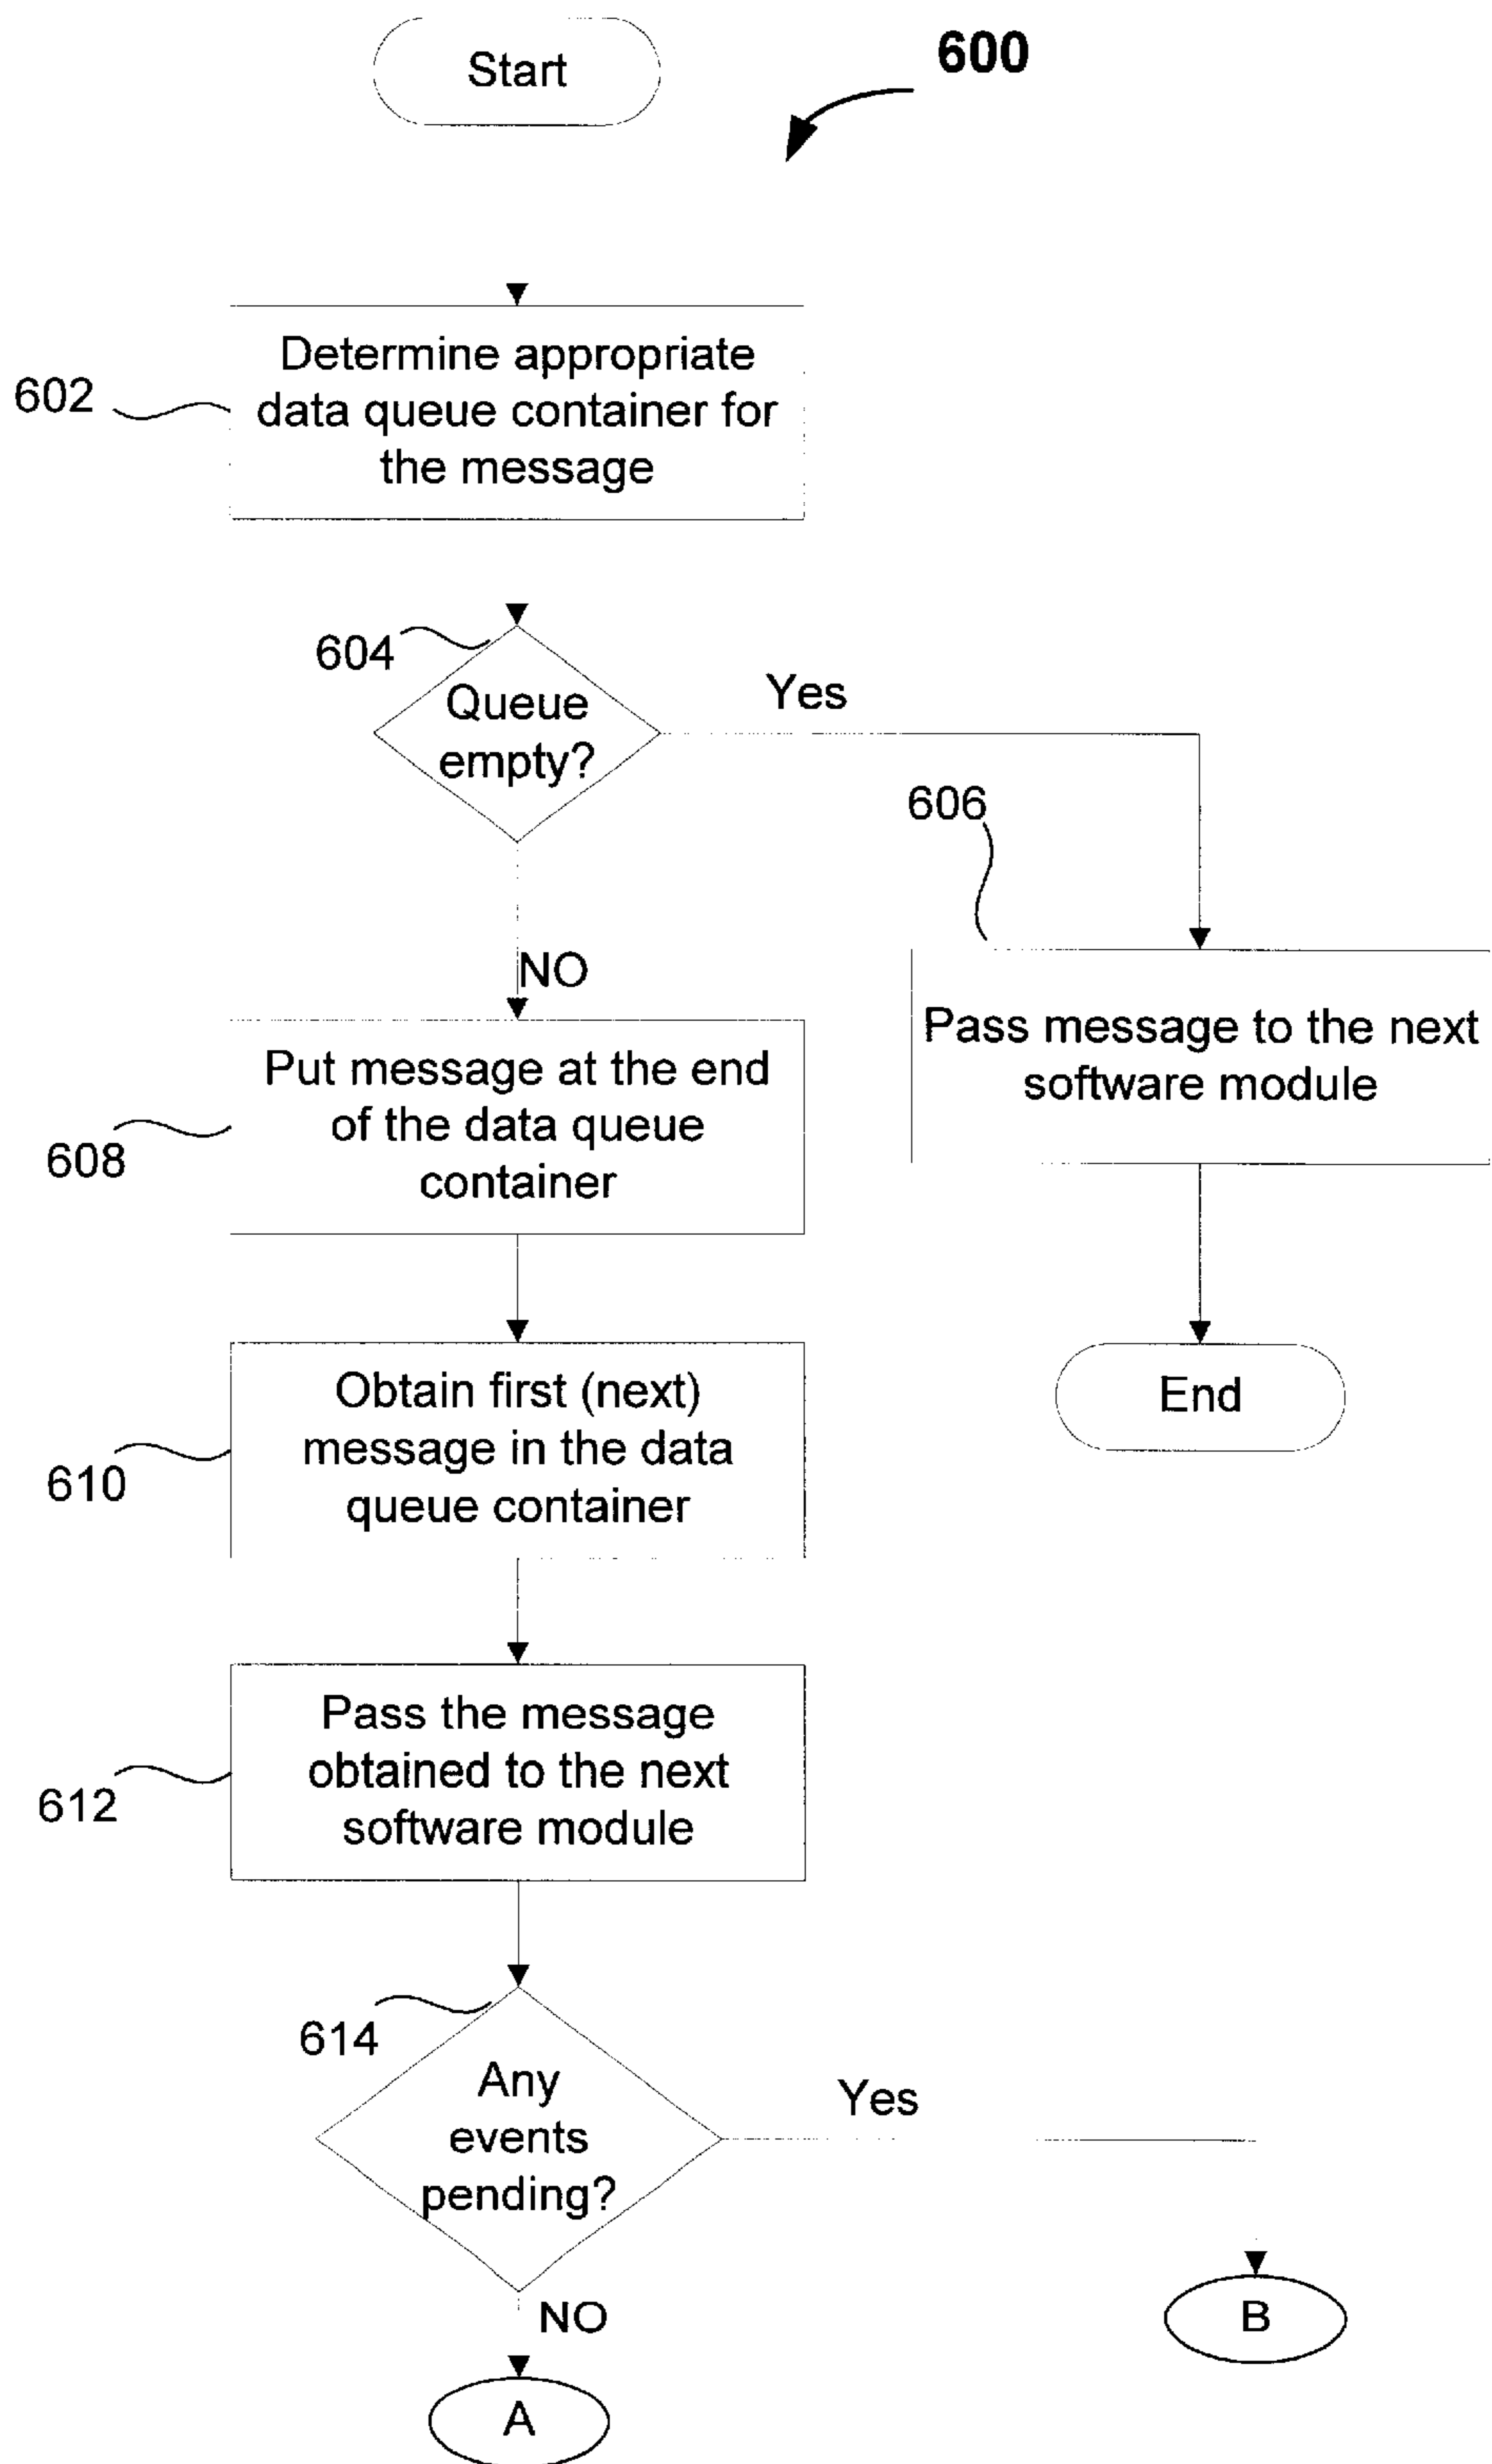 Start
600
602
Determine appropriate
data queue container for
the message
604
Queue
empty?
Yes
606
NO
Pass message to the next
software module
608
Put message at the end
of the data queue
container
End
610
Obtain first (next)
message in the data
queue container
612
Pass the message
obtained to the next
software module
614
Any
events
pending?
Yes
NO
B
A